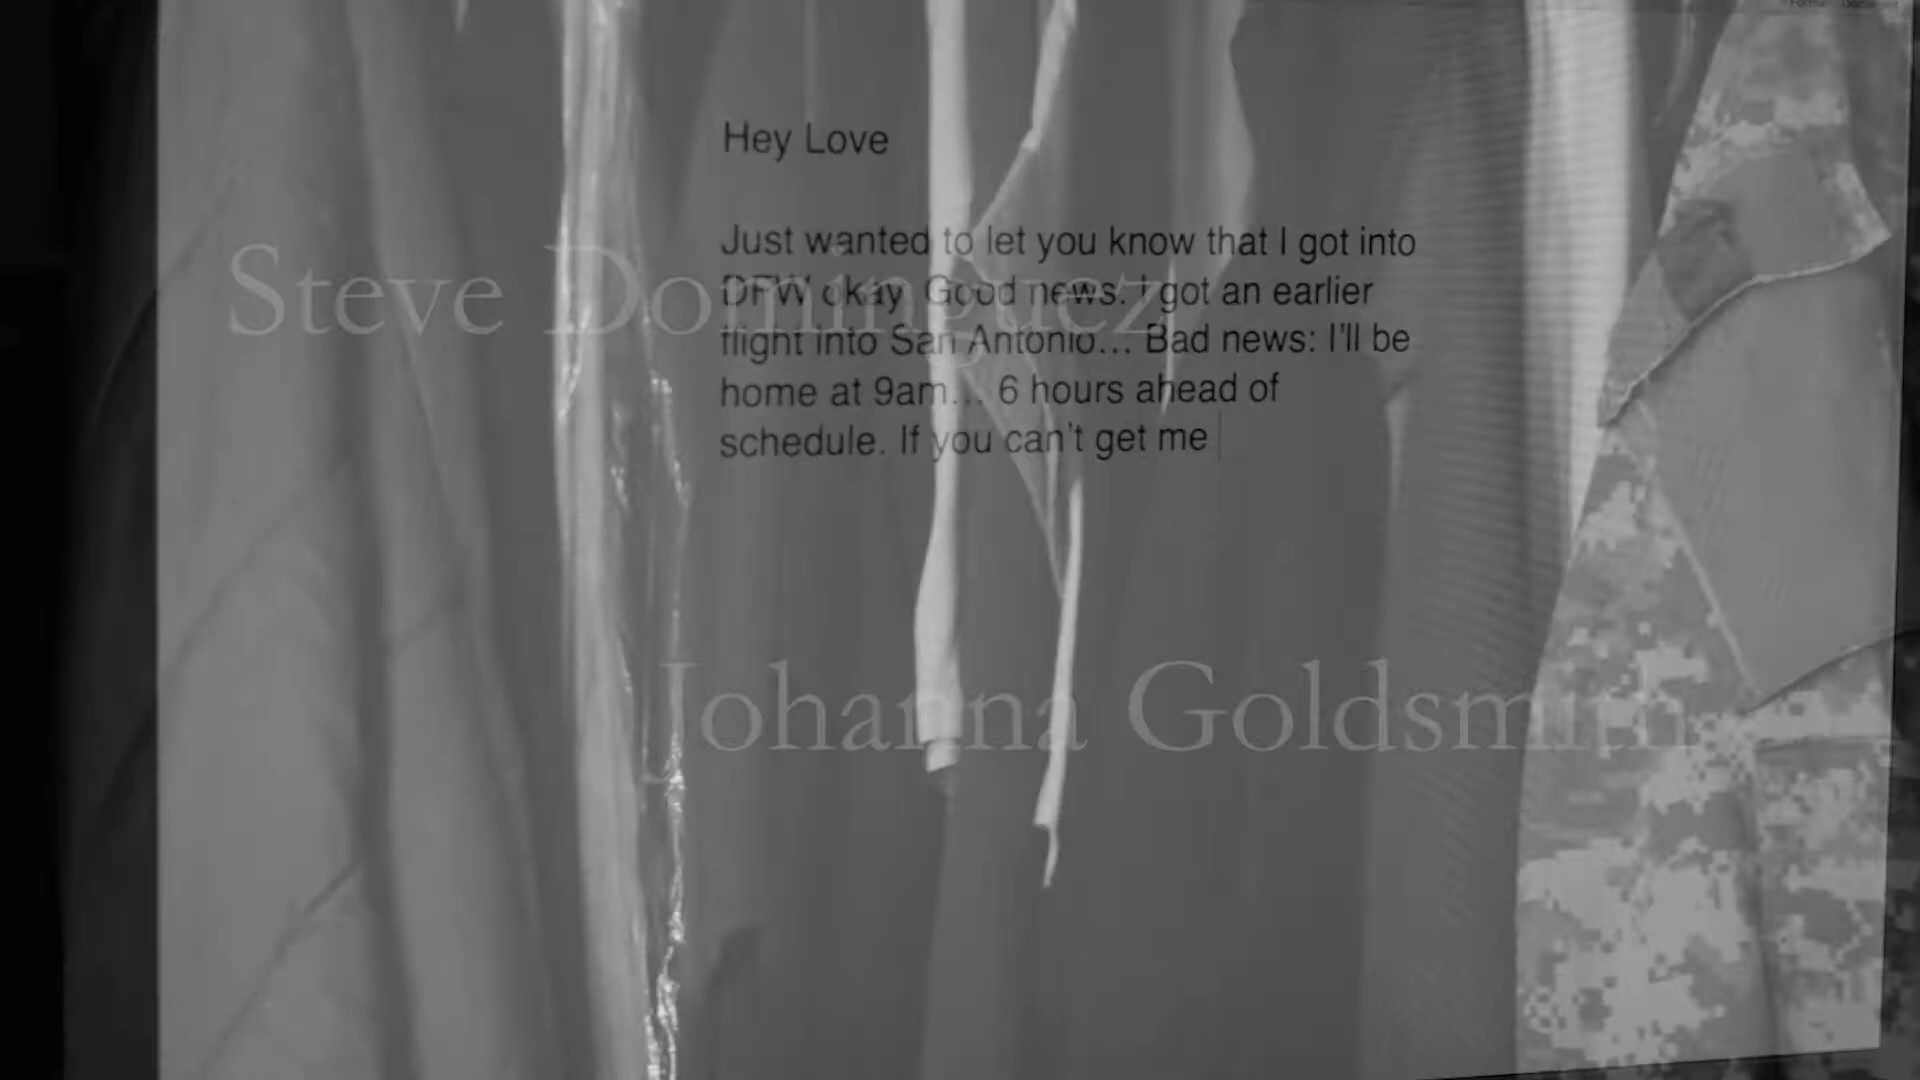 Hey Love
Just wanted to let you know that I got into
Steve Dominguez
DFW okay Good news. I got an earlier
flight into San Antonio... Bad news: I'll be
home at 9am... 6 hours ahead of
schedule. If you can't get me
Johanna Goldsmith